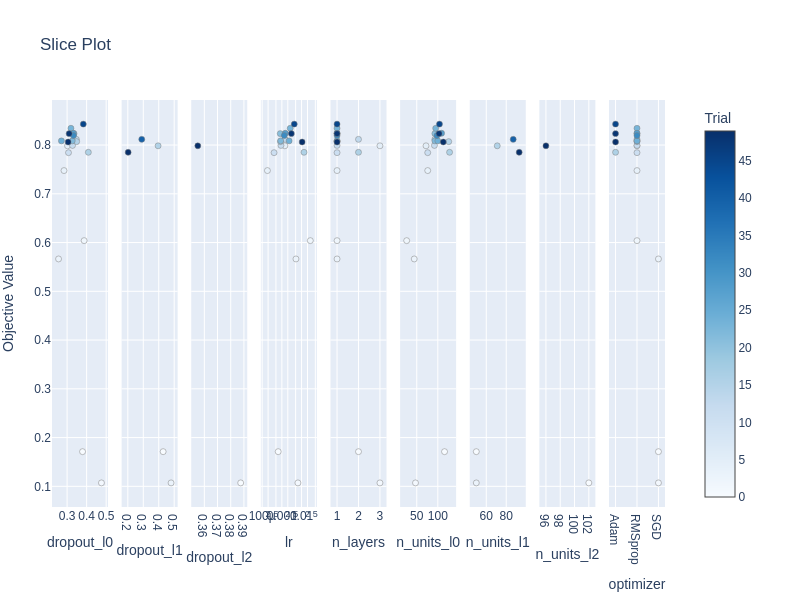 Slice Plot
Trial
Objective Value
0.8
0.7
0.6
0.5
0.4
0.3
0.2
0.1
45
40
35
30
25
20
15
10
5
0
0.3 0.4 0.5
dropout_l0
0.2 0.3 0.4 0.5
dropout_l1
0.36 0.37 0.38 0.39
dropout_l2
lr
1 2 3
n_layers
50 100
n_units_l0
60 80
n_units_l1
96 98 100 102
n_units_l2
Adam RMSprop SGD
optimizer